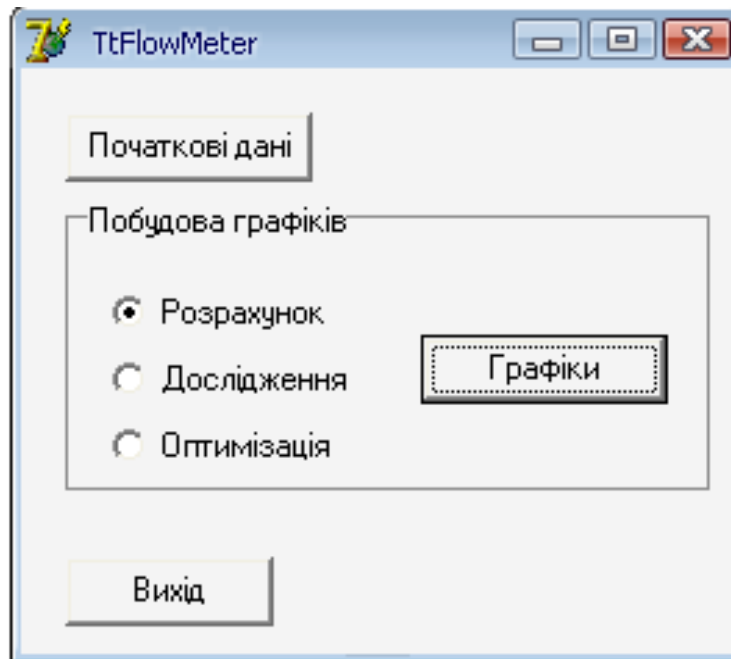 TtFlowMeter
Початкові дані
Побудова графіків
Розрахунок
Дослідження
Графіки
Оптимізація
Вихід